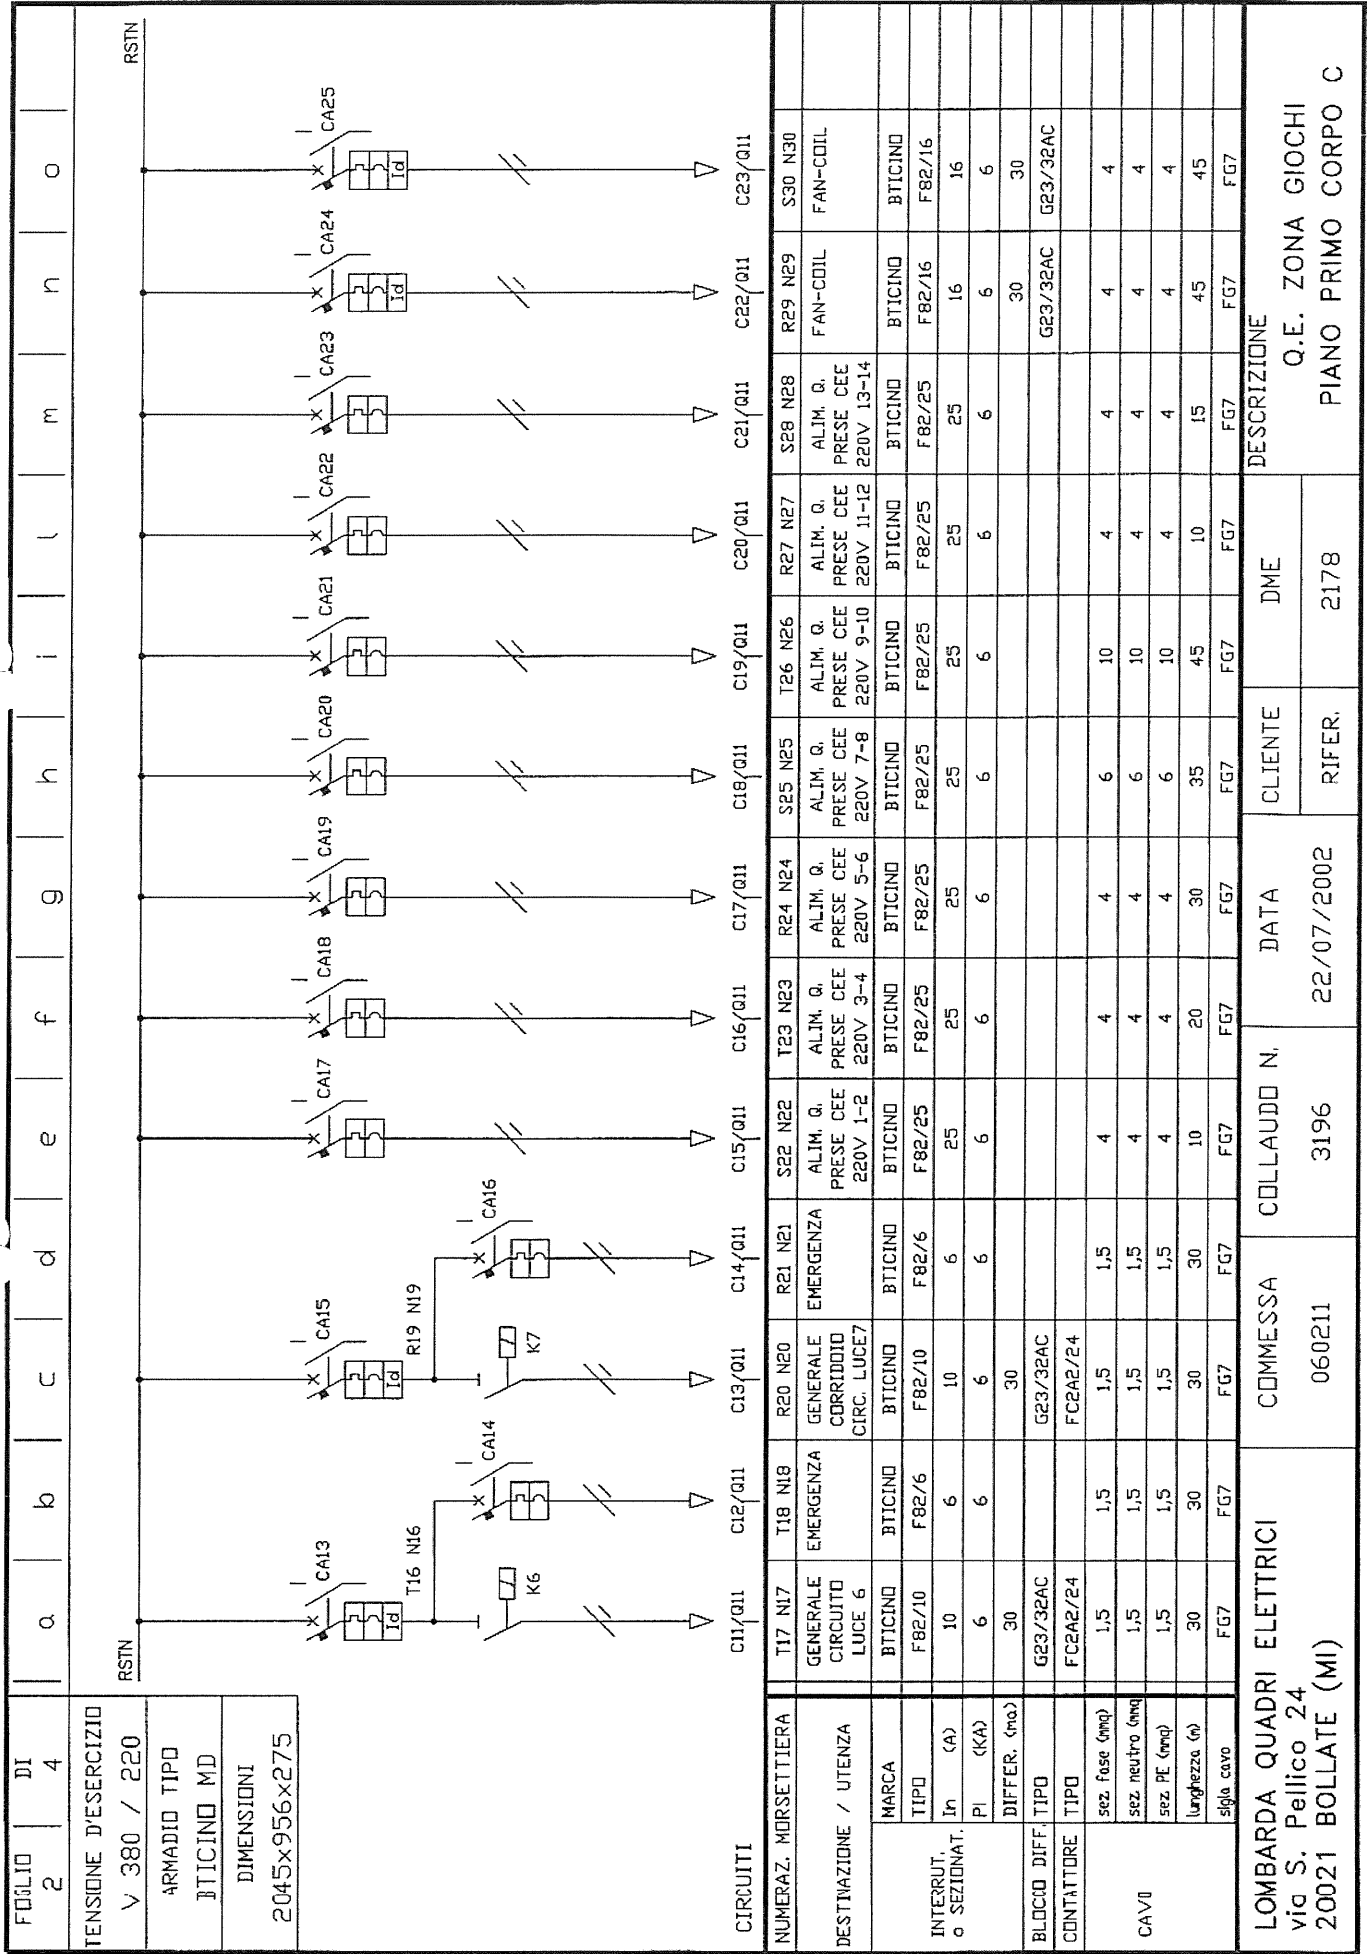 FOGLIO DI
2 4
a b c d e f g h i l m n o
TENSIONE D'ESERCIZIO
V 380 / 220
ARMADIO TIPO
BTICINO MD
DIMENSIONI
2045x956x275
RSTN RSTN
CA13 CA15 CA17 CA18 CA19 CA20 CA21 CA22 CA23 CA24 CA25
Id Id Id Id
T16 N16 R19 N19
CA14 CA16
K6 K7
CIRCUITI C11/Q11 C12/Q11 C13/Q11 C14/Q11 C15/Q11 C16/Q11 C17/Q11 C18/Q11 C19/Q11 C20/Q11 C21/Q11 C22/Q11 C23/Q11
NUMERAZ. MORSETTIERA T17 N17 T18 N18 R20 N20 R21 N21 S22 N22 T23 N23 R24 N24 S25 N25 T26 N26 R27 N27 S28 N28 R29 N29 S30 N30
DESTINAZIONE / UTENZA
GENERALE EMERGENZA GENERALE EMERGENZA ALIM. Q. ALIM. Q. ALIM. Q. ALIM. Q. ALIM. Q. ALIM. Q. ALIM. Q. FAN-COIL FAN-COIL
CIRCUITO CORRIDOIO PRESE CEE PRESE CEE PRESE CEE PRESE CEE PRESE CEE PRESE CEE PRESE CEE
LUCE 6 CIRC. LUCE7 220V 1-2 220V 3-4 220V 5-6 220V 7-8 220V 9-10 220V 11-12 220V 13-14
INTERRUT.
o SEZIONAT.
MARCA BTICINO BTICINO BTICINO BTICINO BTICINO BTICINO BTICINO BTICINO BTICINO BTICINO BTICINO BTICINO BTICINO
TIPO F82/10 F82/6 F82/10 F82/6 F82/25 F82/25 F82/25 F82/25 F82/25 F82/25 F82/25 F82/16 F82/16
In (A) 10 6 10 6 25 25 25 25 25 25 25 16 16
PI (KA) 6 6 6 6 6 6 6 6 6 6 6 6 6
DIFFER. (ma) 30 30 30 30
BLOCCO DIFF. TIPO G23/32AC G23/32AC G23/32AC G23/32AC
CONTATTORE TIPO FC2A2/24 FC2A2/24
CAVO
sez. fase (mmq) 1,5 1,5 1,5 1,5 4 4 4 6 10 4 4 4 4
sez. neutro (mmq 1,5 1,5 1,5 1,5 4 4 4 6 10 4 4 4 4
sez. PE (mmq) 1,5 1,5 1,5 1,5 4 4 4 6 10 4 4 4 4
lunghezza (m) 30 30 30 30 10 20 30 35 45 10 15 45 45
sigla cavo FG7 FG7 FG7 FG7 FG7 FG7 FG7 FG7 FG7 FG7 FG7 FG7 FG7
LOMBARDA QUADRI ELETTRICI
via S. Pellico 24
20021 BOLLATE (MI)
COMMESSA
060211
COLLAUDO N.
3196
DATA
22/07/2002
CLIENTE
DME
RIFER.
2178
DESCRIZIONE
Q.E. ZONA GIOCHI
PIANO PRIMO CORPO C